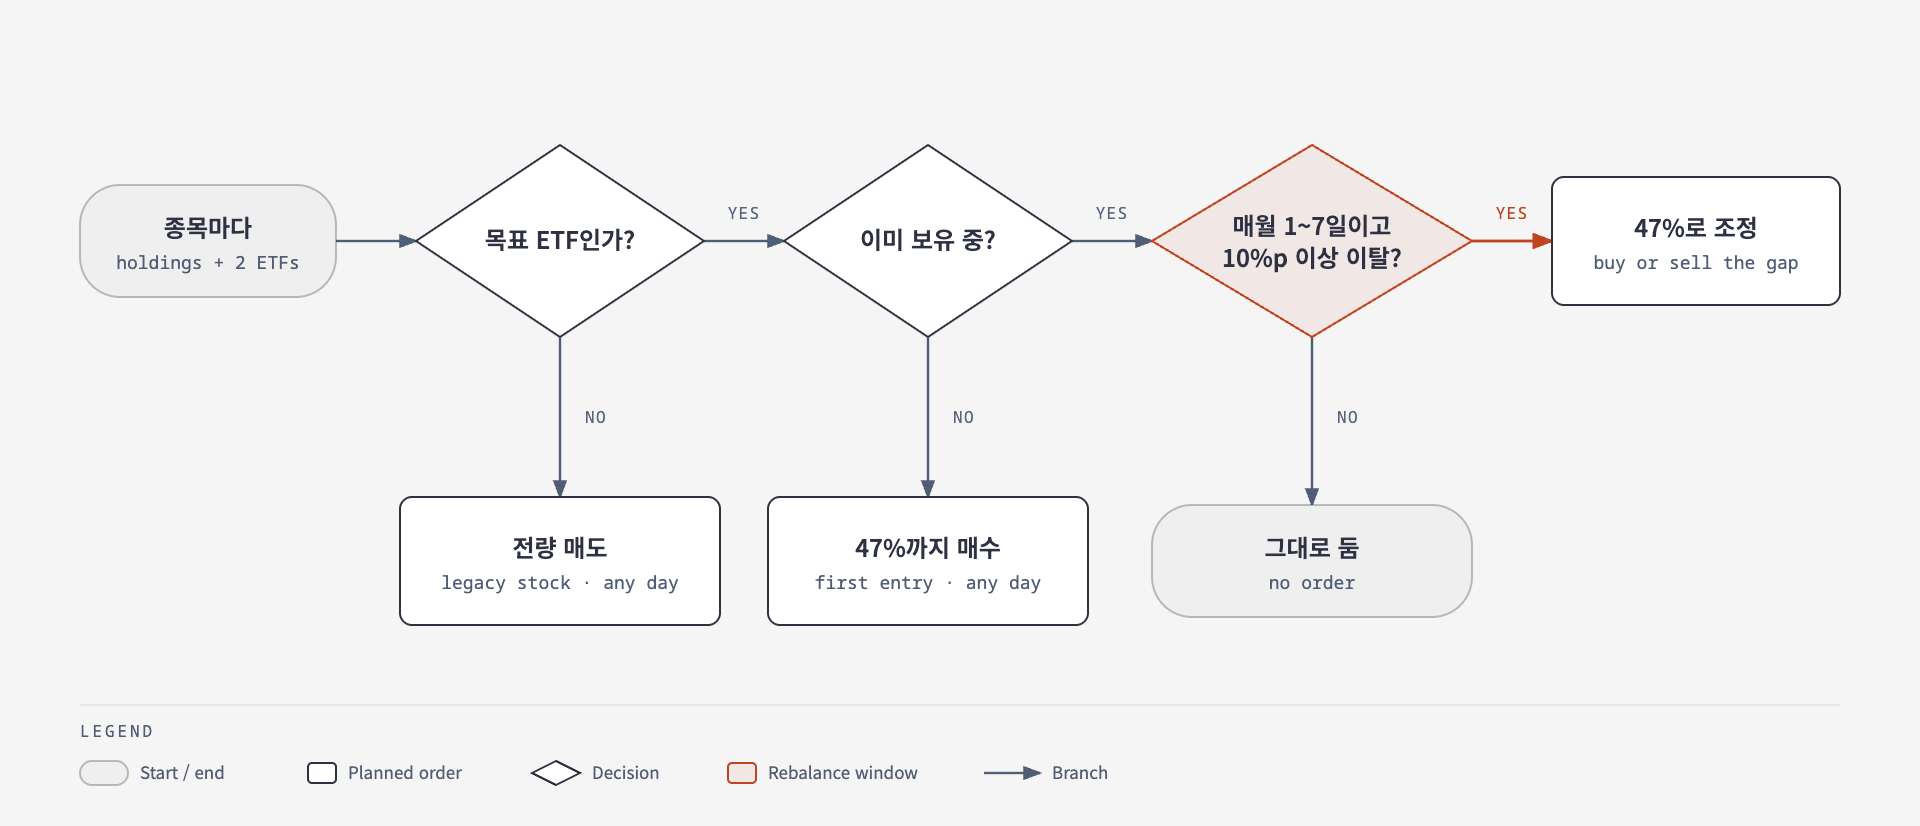 종목마다
holdings + 2 ETFs
목표 ETF인가?
YES
이미 보유 중?
YES
매월 1~7일이고
10%p 이상 이탈?
YES
47%로 조정
buy or sell the gap
NO
NO
NO
전량 매도
legacy stock · any day
47%까지 매수
first entry · any day
그대로 둠
no order
LEGEND
Start / end
Planned order
Decision
Rebalance window
Branch